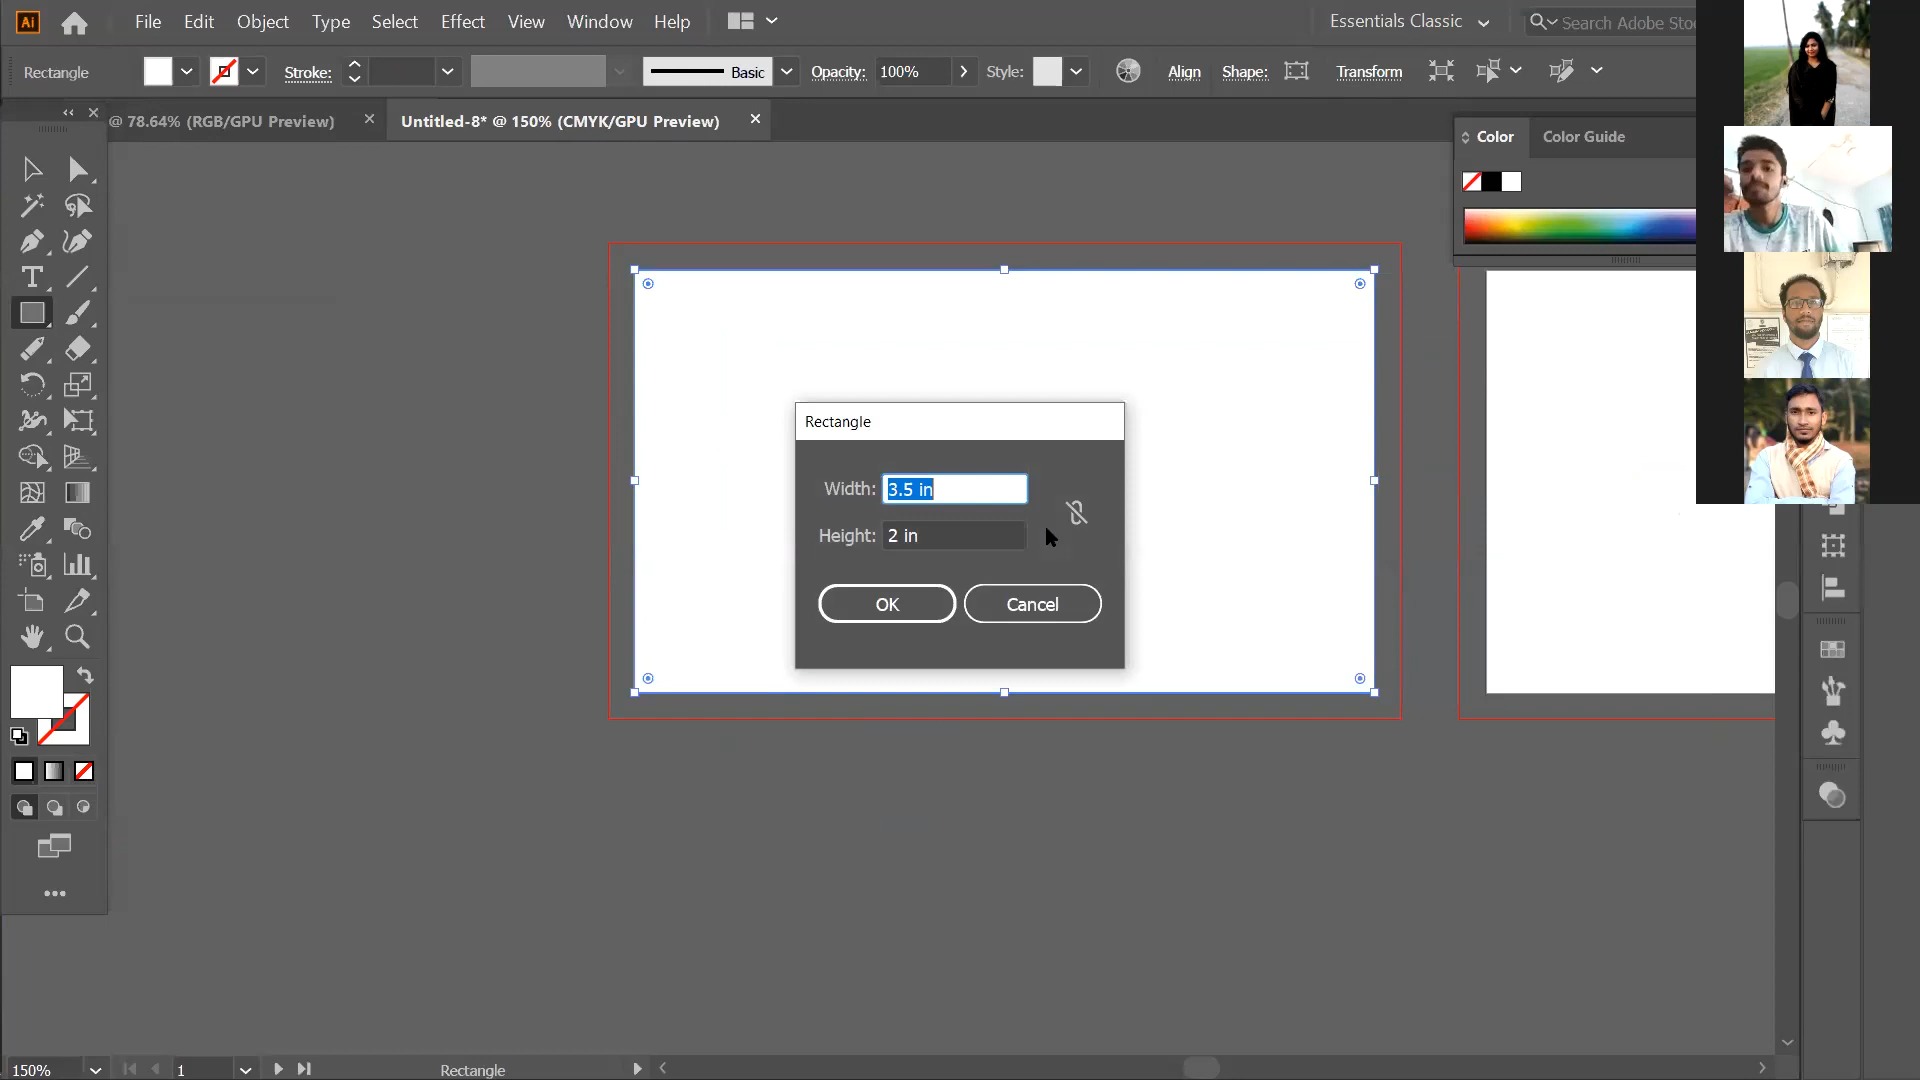 Ai File Edit Object Type Select Effect View Window Help Essentials Classic Search Adobe Sto
Rectangle Stroke: Basic Opacity: 100% Style: Align Shape: Transform
@ 78.64% (RGB/GPU Preview) Untitled-8* @ 150% (CMYK/GPU Preview)
Color Color Guide
Rectangle
Width: 3.5 in
Height: 2 in
OK Cancel
150% 1 Rectangle